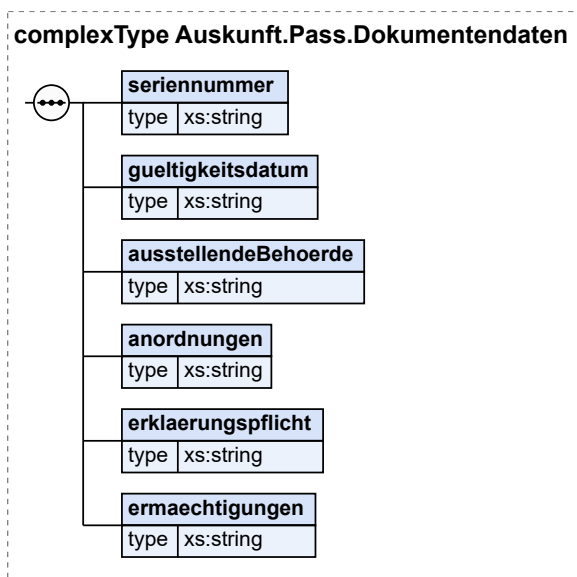 complexType Auskunft.Pass.Dokumentendaten
seriennummer
type xs:string
gueltigkeitsdatum
type xs:string
ausstellendeBehoerde
type xs:string
anordnungen
type xs:string
erklaerungspflicht
type xs:string
ermaechtigungen
type xs:string